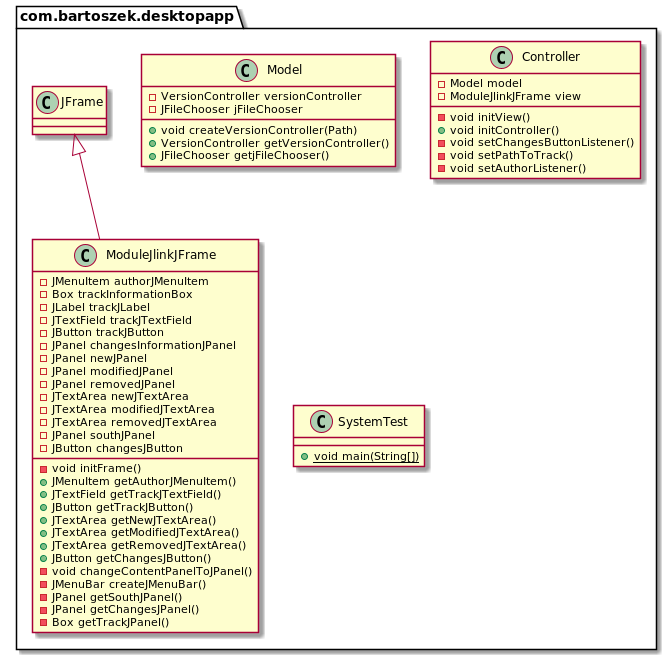 com.bartoszek.desktopapp
C JFrame
C Model
VersionController versionController
JFileChooser jFileChooser
void createVersionController(Path)
VersionController getVersionController()
JFileChooser getjFileChooser()
C Controller
Model model
ModuleJlinkJFrame view
void initView()
void initController()
void setChangesButtonListener()
void setPathToTrack()
void setAuthorListener()
C ModuleJlinkJFrame
JMenuItem authorJMenuItem
Box trackInformationBox
JLabel trackJLabel
JTextField trackJTextField
JButton trackJButton
JPanel changesInformationJPanel
JPanel newJPanel
JPanel modifiedJPanel
JPanel removedJPanel
JTextArea newJTextArea
JTextArea modifiedJTextArea
JTextArea removedJTextArea
JPanel southJPanel
JButton changesJButton
void initFrame()
JMenuItem getAuthorJMenuItem()
JTextField getTrackJTextField()
JButton getTrackJButton()
JTextArea getNewJTextArea()
JTextArea getModifiedJTextArea()
JTextArea getRemovedJTextArea()
JButton getChangesJButton()
void changeContentPanelToJPanel()
JMenuBar createJMenuBar()
JPanel getSouthJPanel()
JPanel getChangesJPanel()
Box getTrackJPanel()
C SystemTest
void main(String[])